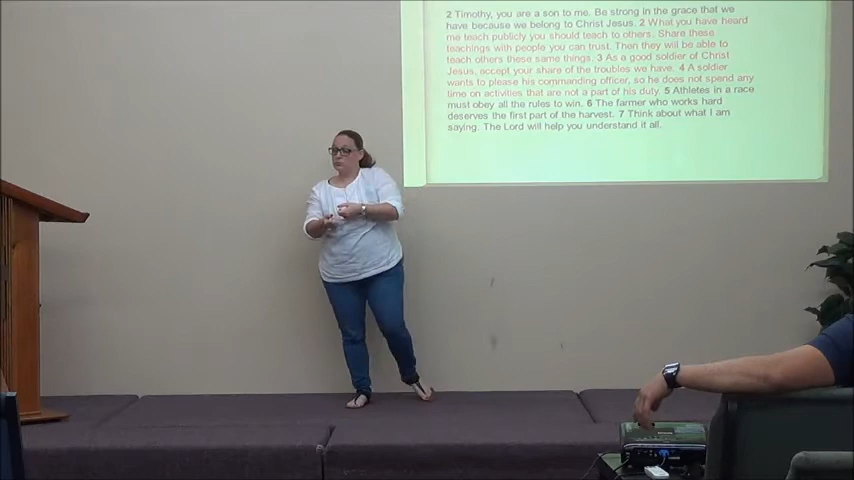 2 Timothy, you are a son to me. Be strong in the grace that we
have because we belong to Christ Jesus. 2 What you have heard
me teach publicly you should teach to others. Share these
teachings with people you can trust. Then they will be able to
teach others these same things. 3 As a good soldier of Christ
Jesus, accept your share of the troubles we have. 4 A soldier
wants to please his commanding officer, so he does not spend any
time on activities that are not a part of his duty. 5 Athletes in a race
must obey all the rules to win. 6 The farmer who works hard
deserves the first part of the harvest. 7 Think about what I am
saying. The Lord will help you understand it all.